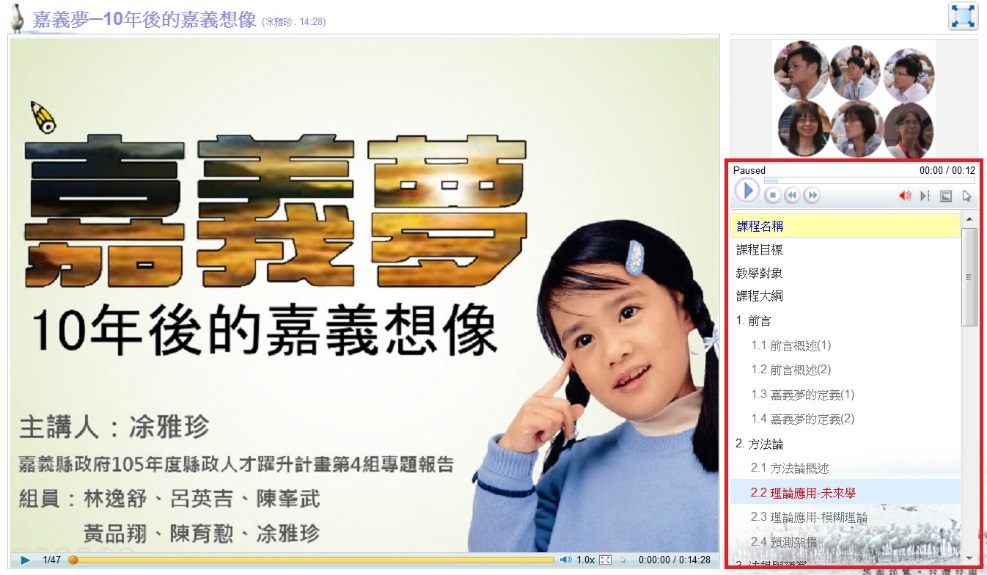 嘉義夢─10年後的嘉義想像 (凃雅珍, 14:28)
嘉義夢
10年後的嘉義想像
主講人：凃雅珍
嘉義縣政府105年度縣政人才躍升計畫第4組專題報告
組員：林逸舒、呂英吉、陳峯武
黃品翔、陳育懃、凃雅珍
1/47
1.0x
0:00:00 / 0:14:28
Paused
00:00 / 00:12
課程名稱
課程目標
教學對象
課程大綱
1. 前言
1.1 前言概述(1)
1.2 前言概述(2)
1.3 嘉義夢的定義(1)
1.4 嘉義夢的定義(2)
2. 方法論
2.1 方法論概述
2.2 理論應用-未來學
2.3 理論應用-模糊理論
2.4 預測架構